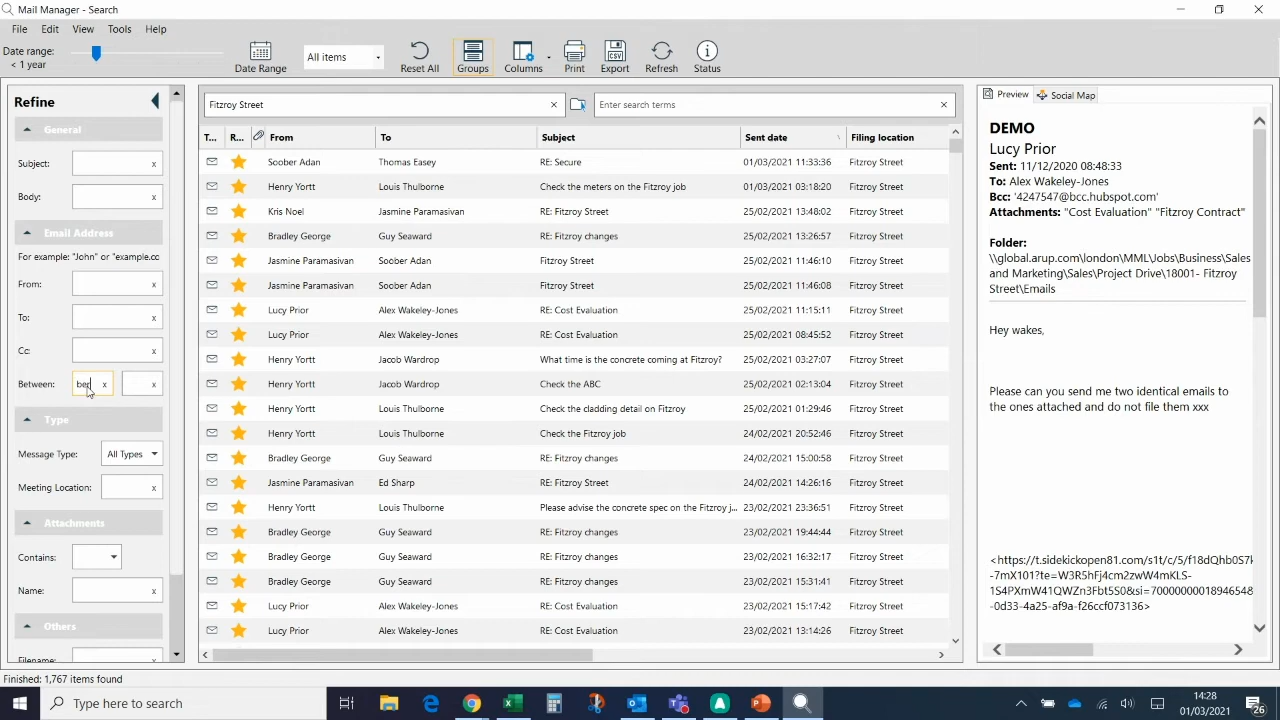 Mail Manager - Search
File Edit View Tools Help
Date range:
< 1 year
Date Range
All items
Reset All
Groups
Columns
Print
Export
Refresh
Status
Refine
General
Subject: x
Body: x
Email Address
For example: "John" or "example.cc
From: x
To: x
Cc: x
Between: ber x x
Type
Message Type: All Types
Meeting Location: x
Attachments
Contains:
Name: x
Others
Filename: x
Fitzroy Street x
Enter search terms x
T... R... From To Subject Sent date Filing location
Soober Adan Thomas Easey RE: Secure 01/03/2021 11:33:36 Fitzroy Street
Henry Yortt Louis Thulborne Check the meters on the Fitzroy job 01/03/2021 03:18:20 Fitzroy Street
Kris Noel Jasmine Paramasivan RE: Fitzroy Street 25/02/2021 13:48:02 Fitzroy Street
Bradley George Guy Seaward RE: Fitzroy changes 25/02/2021 13:26:57 Fitzroy Street
Jasmine Paramasivan Soober Adan Fitzroy Street 25/02/2021 11:46:10 Fitzroy Street
Jasmine Paramasivan Soober Adan Fitzroy Street 25/02/2021 11:46:08 Fitzroy Street
Lucy Prior Alex Wakeley-Jones RE: Cost Evaluation 25/02/2021 11:15:11 Fitzroy Street
Lucy Prior Alex Wakeley-Jones RE: Cost Evaluation 25/02/2021 08:45:52 Fitzroy Street
Henry Yortt Jacob Wardrop What time is the concrete coming at Fitzroy? 25/02/2021 03:27:07 Fitzroy Street
Henry Yortt Jacob Wardrop Check the ABC 25/02/2021 02:13:04 Fitzroy Street
Henry Yortt Louis Thulborne Check the cladding detail on Fitzroy 25/02/2021 01:29:46 Fitzroy Street
Henry Yortt Louis Thulborne Check the Fitzroy job 24/02/2021 20:52:46 Fitzroy Street
Bradley George Guy Seaward RE: Fitzroy changes 24/02/2021 15:00:58 Fitzroy Street
Jasmine Paramasivan Ed Sharp RE: Fitzroy Street 24/02/2021 14:26:16 Fitzroy Street
Henry Yortt Louis Thulborne Please advise the concrete spec on the Fitzroy j... 23/02/2021 23:36:51 Fitzroy Street
Bradley George Guy Seaward RE: Fitzroy changes 23/02/2021 19:44:44 Fitzroy Street
Bradley George Guy Seaward RE: Fitzroy changes 23/02/2021 16:32:17 Fitzroy Street
Bradley George Guy Seaward RE: Fitzroy changes 23/02/2021 15:31:41 Fitzroy Street
Lucy Prior Alex Wakeley-Jones RE: Cost Evaluation 23/02/2021 15:17:42 Fitzroy Street
Lucy Prior Alex Wakeley-Jones RE: Cost Evaluation 23/02/2021 13:14:26 Fitzroy Street
Preview Social Map
DEMO
Lucy Prior
Sent: 11/12/2020 08:48:33
To: Alex Wakeley-Jones
Bcc: '4247547@bcc.hubspot.com'
Attachments: "Cost Evaluation" "Fitzroy Contract"
Folder:
\\global.arup.com\london\MML\Jobs\Business\Sales
and Marketing\Sales\Project Drive\18001- Fitzroy
Street\Emails
Hey wakes,
Please can you send me two identical emails to
the ones attached and do not file them xxx
<https://t.sidekickopen81.com/s1t/c/5/f18dQhb0S7k
-7mX101?te=W3R5hFj4cm2zwW4mKLS-
1S4PXmW41QWZn3Fbt5S0&si=7000000001894654​8
-0d33-4a25-af9a-f26ccf073136>
Finished: 1,767 items found
Type here to search
14:28
01/03/2021
26